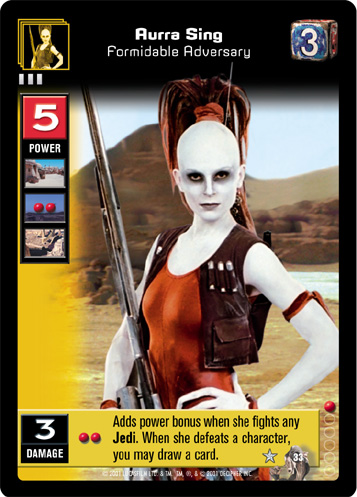 Aurra Sing
Formidable Adversary
3
5
POWER
3
DAMAGE
Adds power bonus when she fights any
Jedi. When she defeats a character,
you may draw a card.
33